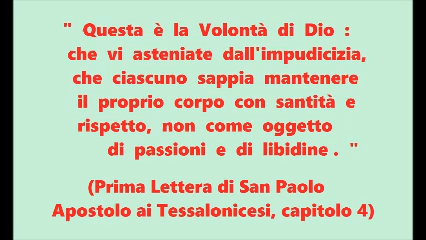 " Questa è la Volontà di Dio :
che vi asteniate dall'impudicizia,
che ciascuno sappia mantenere
il proprio corpo con santità e
rispetto, non come oggetto
di passioni e di libidine . "
(Prima Lettera di San Paolo
Apostolo ai Tessalonicesi, capitolo 4)